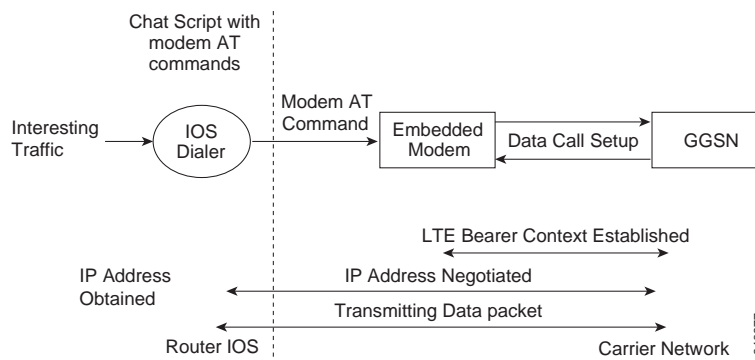 Chat Script with
modem AT
commands
Interesting
Traffic
IOS
Dialer
Modem AT
Command
Embedded
Modem
Data Call Setup
GGSN
LTE Bearer Context Established
IP Address
Obtained
IP Address Negotiated
Transmitting Data packet
Router IOS
Carrier Network